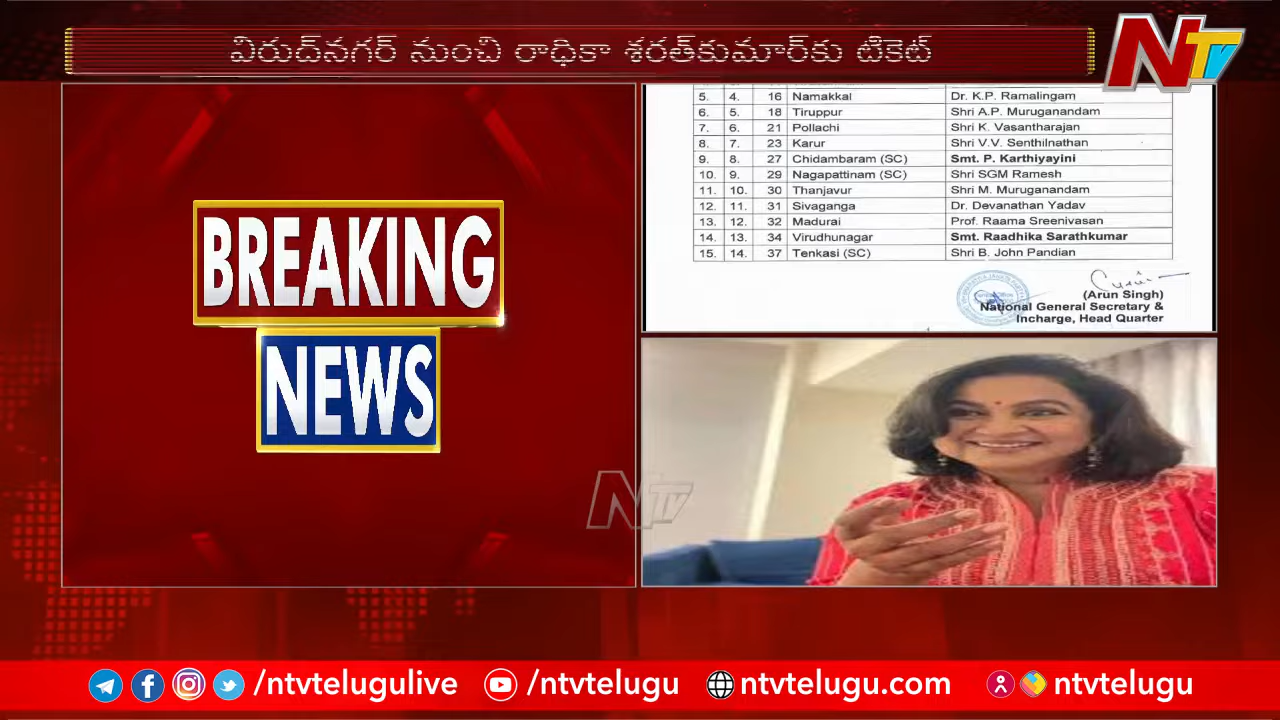 విరుద్‌నగర్ నుంచి రాధికా శరత్‌కుమార్‌కు టికెట్
NTV
BREAKING
NEWS
5. 4. 16 Namakkal Dr. K.P. Ramalingam
6. 5. 18 Tiruppur Shri A.P. Muruganandam
7. 6. 21 Pollachi Shri K. Vasantharajan
8. 7. 23 Karur Shri V.V. Senthilnathan
9. 8. 27 Chidambaram (SC) Smt. P. Karthiyayini
10. 9. 29 Nagapattinam (SC) Shri SGM Ramesh
11. 10. 30 Thanjavur Shri M. Muruganandam
12. 11. 31 Sivaganga Dr. Devanathan Yadav
13. 12. 32 Madurai Prof. Raama Sreenivasan
14. 13. 34 Virudhunagar Smt. Raadhika Sarathkumar
15. 14. 37 Tenkasi (SC) Shri B. John Pandian
(Arun Singh)
National General Secretary &
Incharge, Head Quarter
NTV
/ntvtelugulive /ntvtelugu ntvtelugu.com ntvtelugu